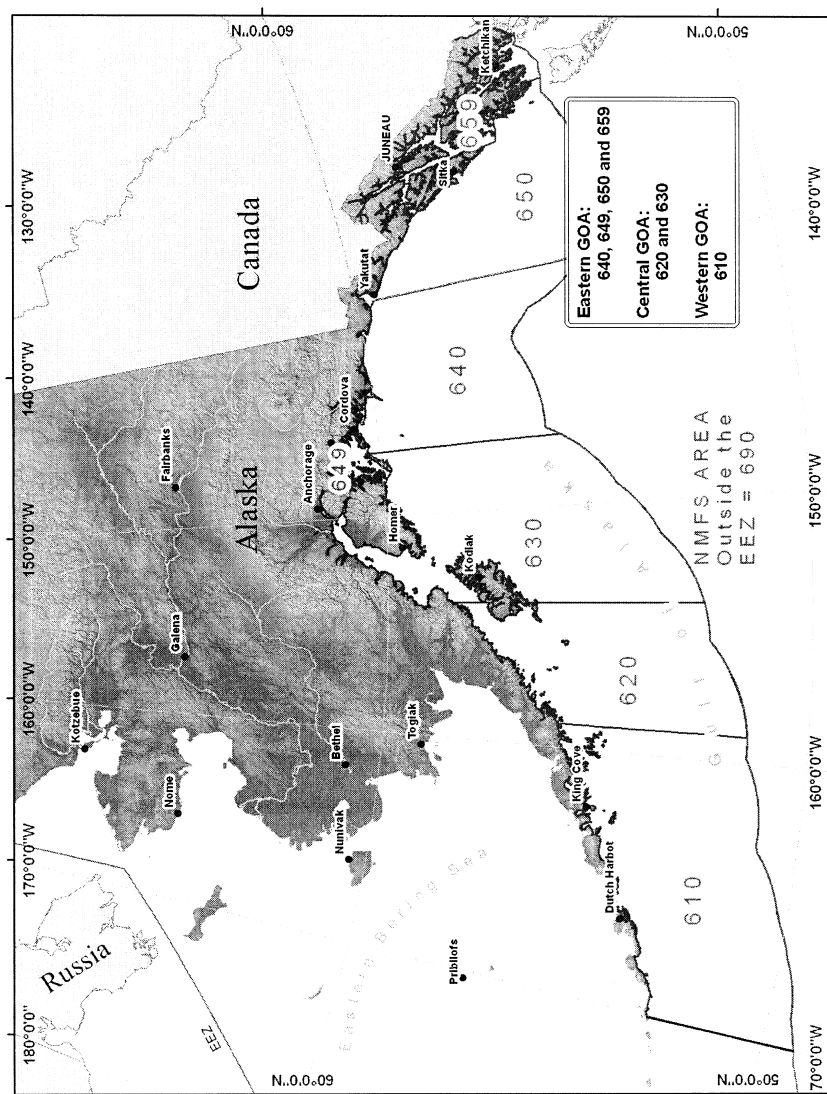 180°0'0"
170°0'0"W
160°0'0"W
150°0'0"W
140°0'0"W
130°0'0"W
Russia
EEZ
Kotzebue
Nome
Galena
Fairbanks
Canada
Alaska
60°0'0"N
60°0'0"N
Nunivak
Bethel
Togiak
Anchorage
649
Cordova
Homer
Yakutat
JUNEAU
Sitka
659
Ketchikan
Eastern Bering Sea
Pribilofs
Kodiak
King Cove
Dutch Harbot
610
620
630
640
650
Gulf of Alaska
NMFS AREA
Outside the
EEZ = 690
Eastern GOA:
640, 649, 650 and 659
Central GOA:
620 and 630
Western GOA:
610
50°0'0"N
50°0'0"N
70°0'0"W
160°0'0"W
150°0'0"W
140°0'0"W